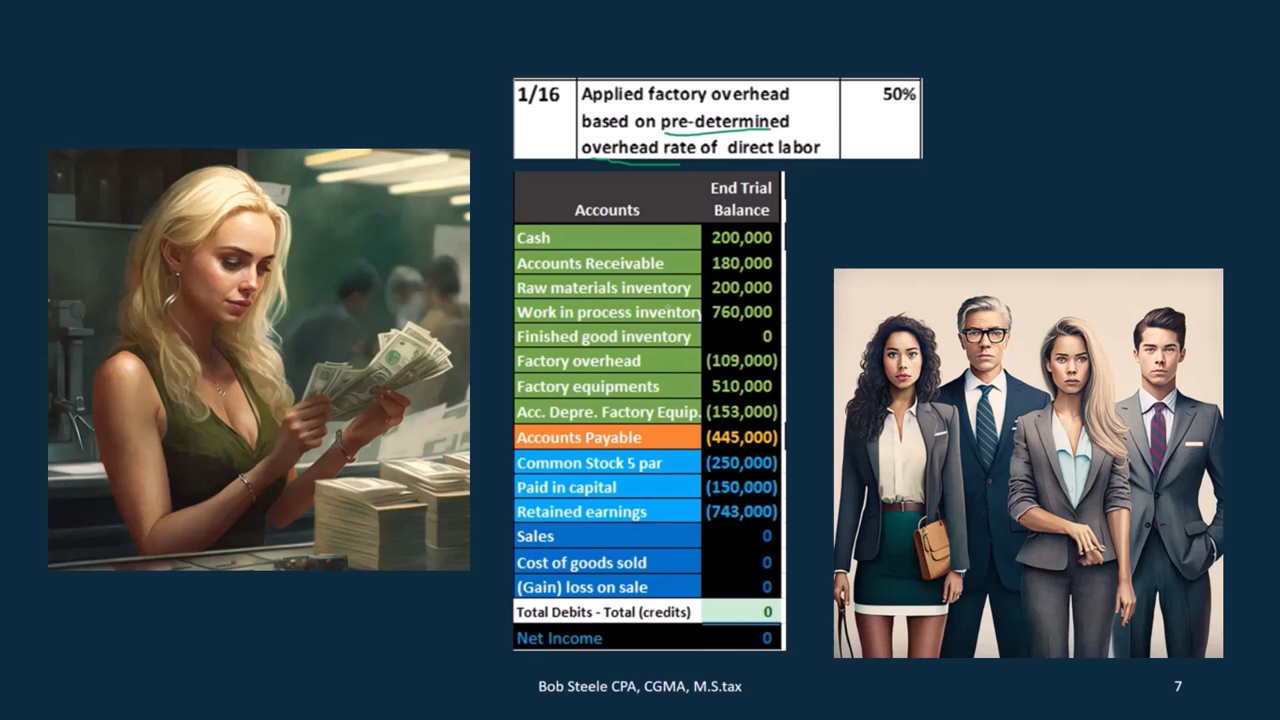 1/16 Applied factory overhead 50%
based on pre-determined
overhead rate of direct labor
End Trial
Accounts Balance
Cash 200,000
Accounts Receivable 180,000
Raw materials inventory 200,000
Work in process inventory 760,000
Finished good inventory 0
Factory overhead (109,000)
Factory equipments 510,000
Acc. Depre. Factory Equip. (153,000)
Accounts Payable (445,000)
Common Stock 5 par (250,000)
Paid in capital (150,000)
Retained earnings (743,000)
Sales 0
Cost of goods sold 0
(Gain) loss on sale 0
Total Debits - Total (credits) 0
Net Income 0
Bob Steele CPA, CGMA, M.S.tax 7